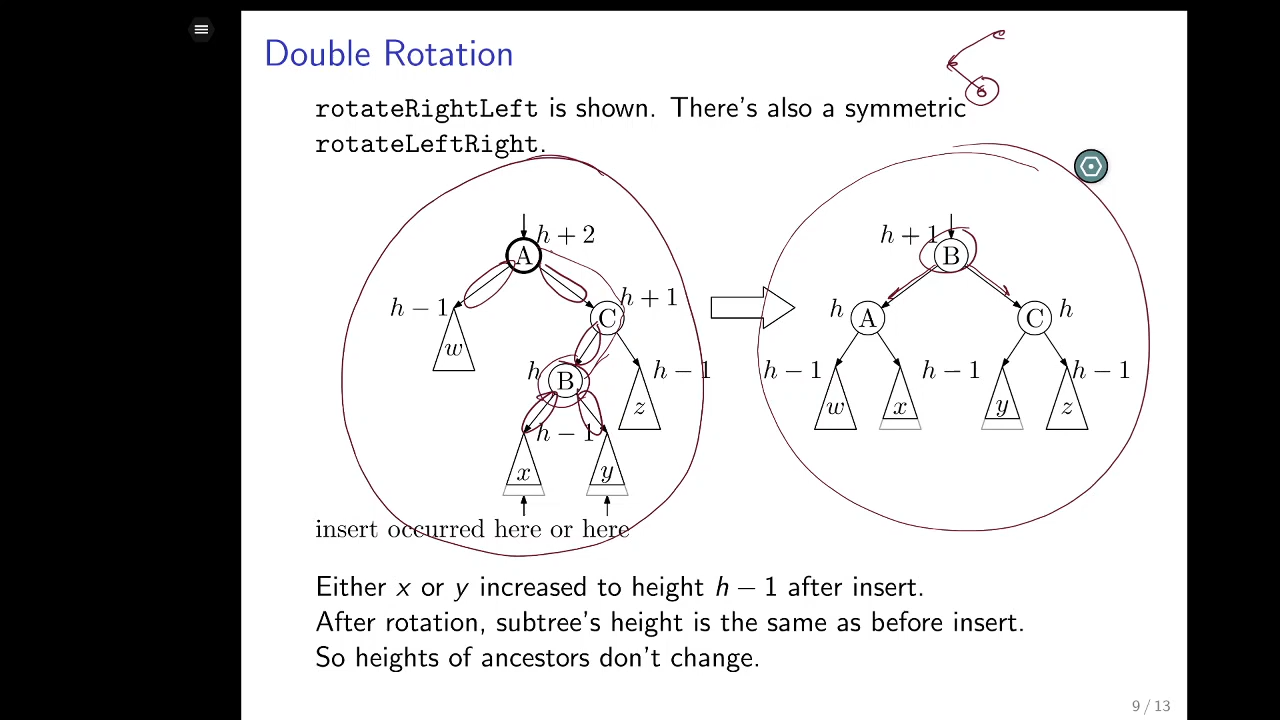 Double Rotation
rotateRightLeft is shown. There's also a symmetric
rotateLeftRight.
h + 2
A
h − 1
w
h + 1
C
h
B
h − 1
z
h − 1
x
y
insert occurred here or here
h + 1
B
h
A
C
h
h − 1
h − 1
h − 1
w
x
y
z
Either x or y increased to height h − 1 after insert.
After rotation, subtree's height is the same as before insert.
So heights of ancestors don't change.
9 / 13